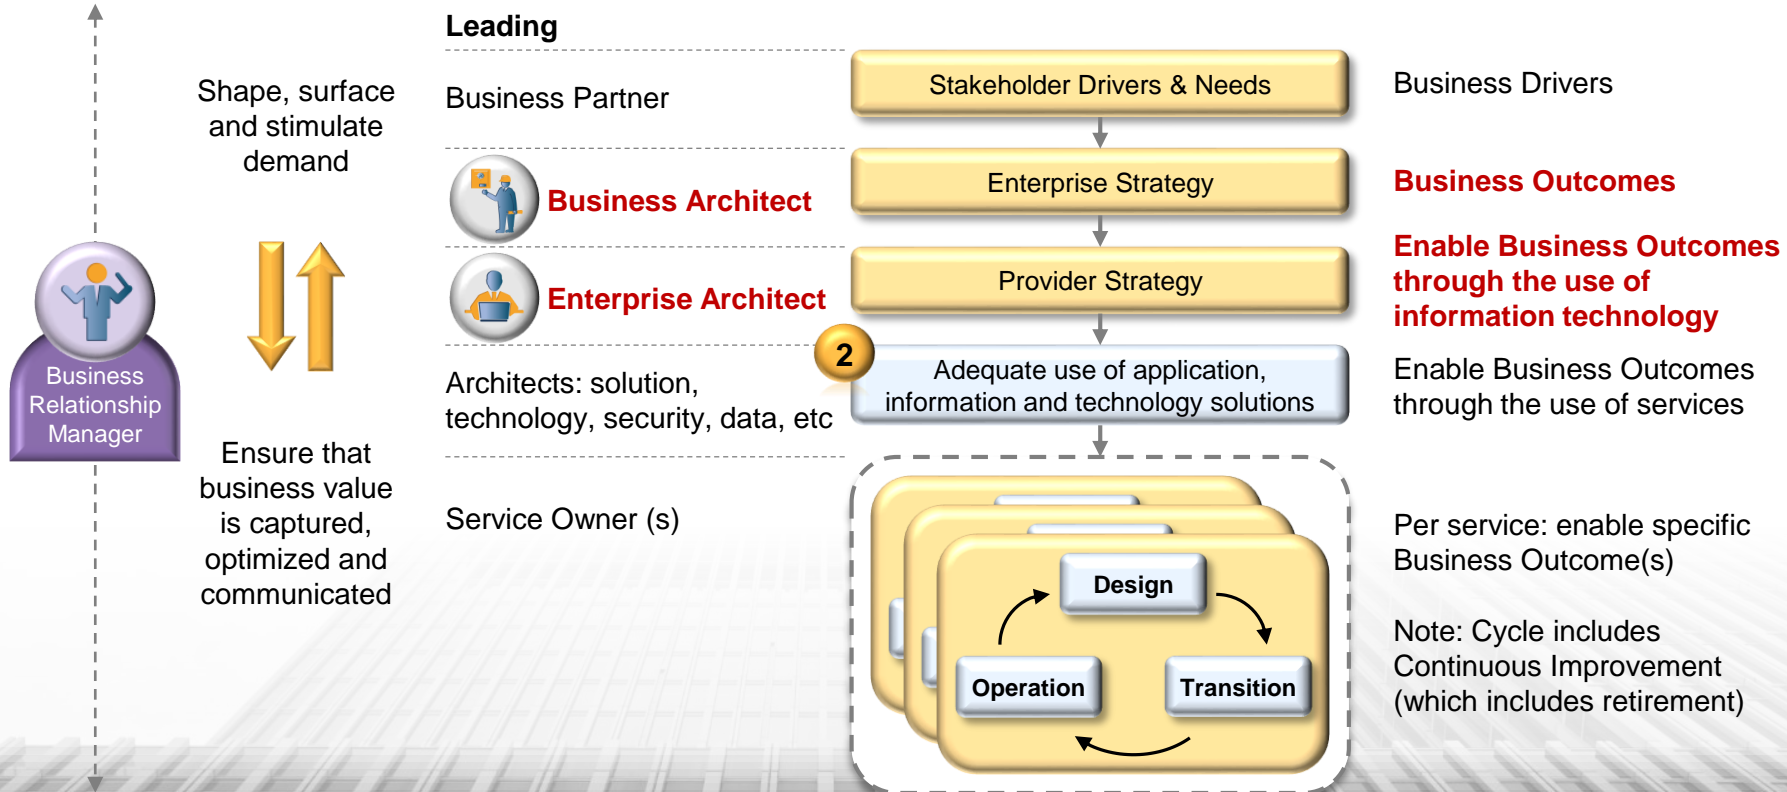 Leading
Shape, surface
and stimulate
demand
Business Partner
Stakeholder Drivers & Needs
Business Drivers
Business Architect
Enterprise Strategy
Business Outcomes
Enterprise Architect
Provider Strategy
Enable Business Outcomes
through the use of
information technology
Business
Relationship
Manager
Architects: solution,
technology, security, data, etc
2
Adequate use of application,
information and technology solutions
Enable Business Outcomes
through the use of services
Ensure that
business value
is captured,
optimized and
communicated
Service Owner (s)
Design
Operation
Transition
Per service: enable specific
Business Outcome(s)
Note: Cycle includes
Continuous Improvement
(which includes retirement)